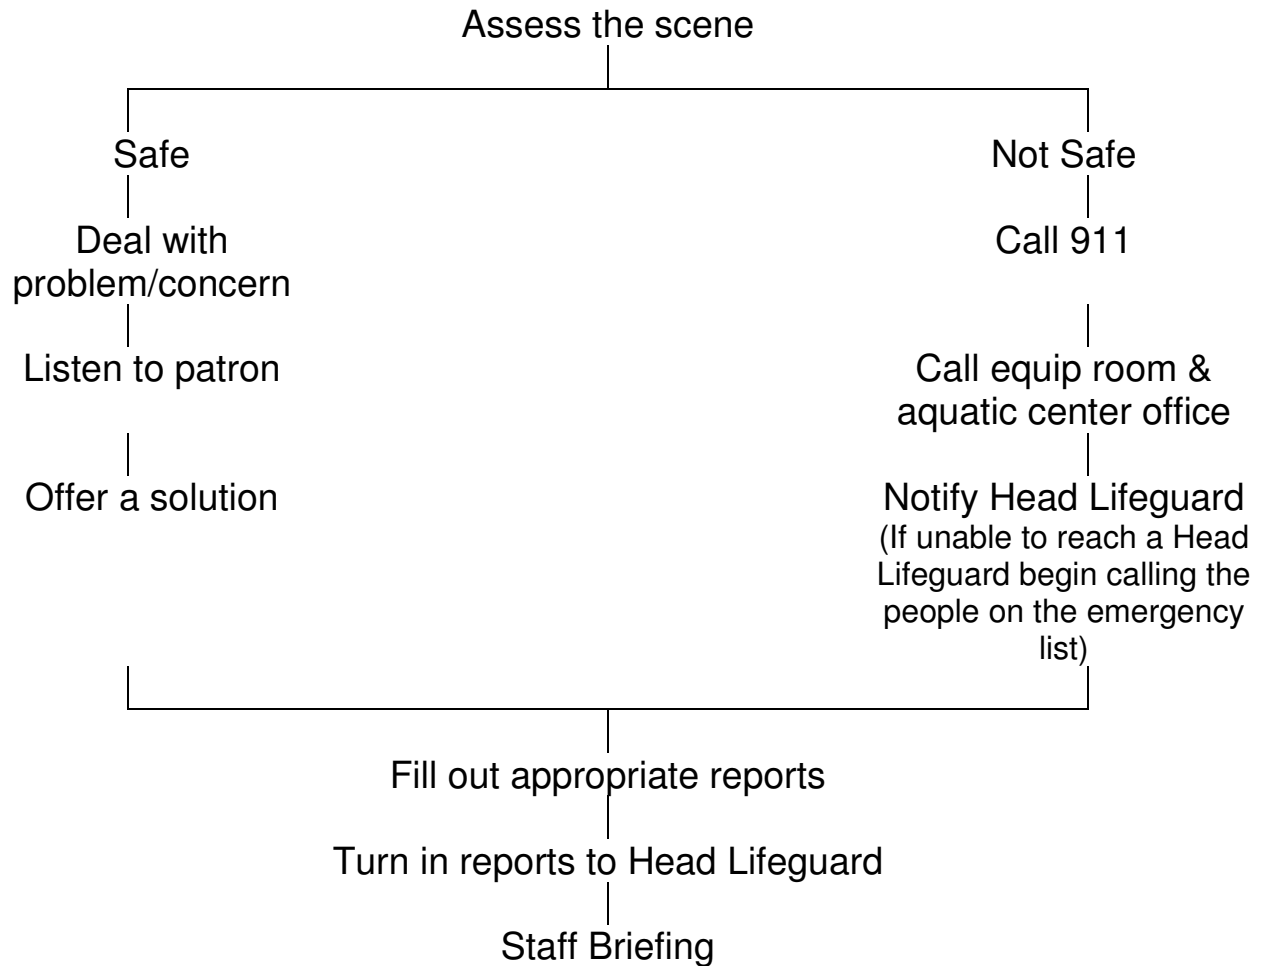 Assess the scene
Safe
Not Safe
Deal with
problem/concern
Call 911
Listen to patron
Call equip room &
aquatic center office
Offer a solution
Notify Head Lifeguard
(If unable to reach a Head
Lifeguard begin calling the
people on the emergency
list)
Fill out appropriate reports
Turn in reports to Head Lifeguard
Staff Briefing